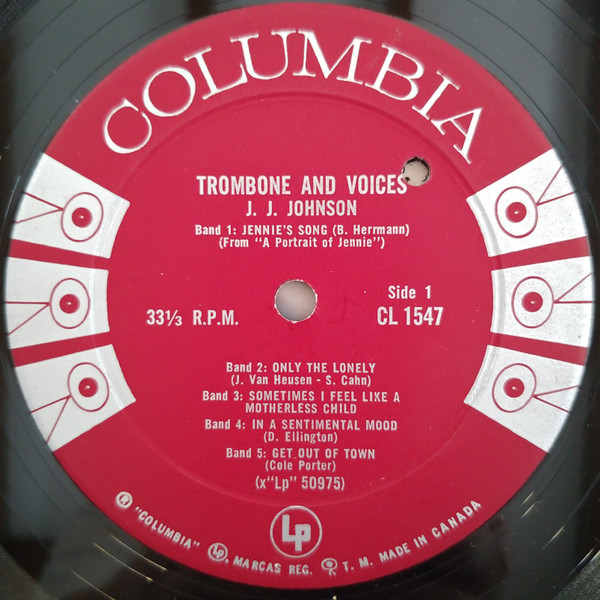 COLUMBIA
TROMBONE AND VOICES
J. J. JOHNSON
Band 1: JENNIE'S SONG (B. Herrmann)
(From "A Portrait of Jennie")
33⅓ R.P.M.
Side 1
CL 1547
Band 2: ONLY THE LONELY
(J. Van Heusen - S. Cahn)
Band 3: SOMETIMES I FEEL LIKE A
MOTHERLESS CHILD
Band 4: IN A SENTIMENTAL MOOD
(D. Ellington)
Band 5: GET OUT OF TOWN
(Cole Porter)
(x"Lp" 50975)
Lp
® "COLUMBIA" Lp, MARCAS REG. T. M. MADE IN CANADA